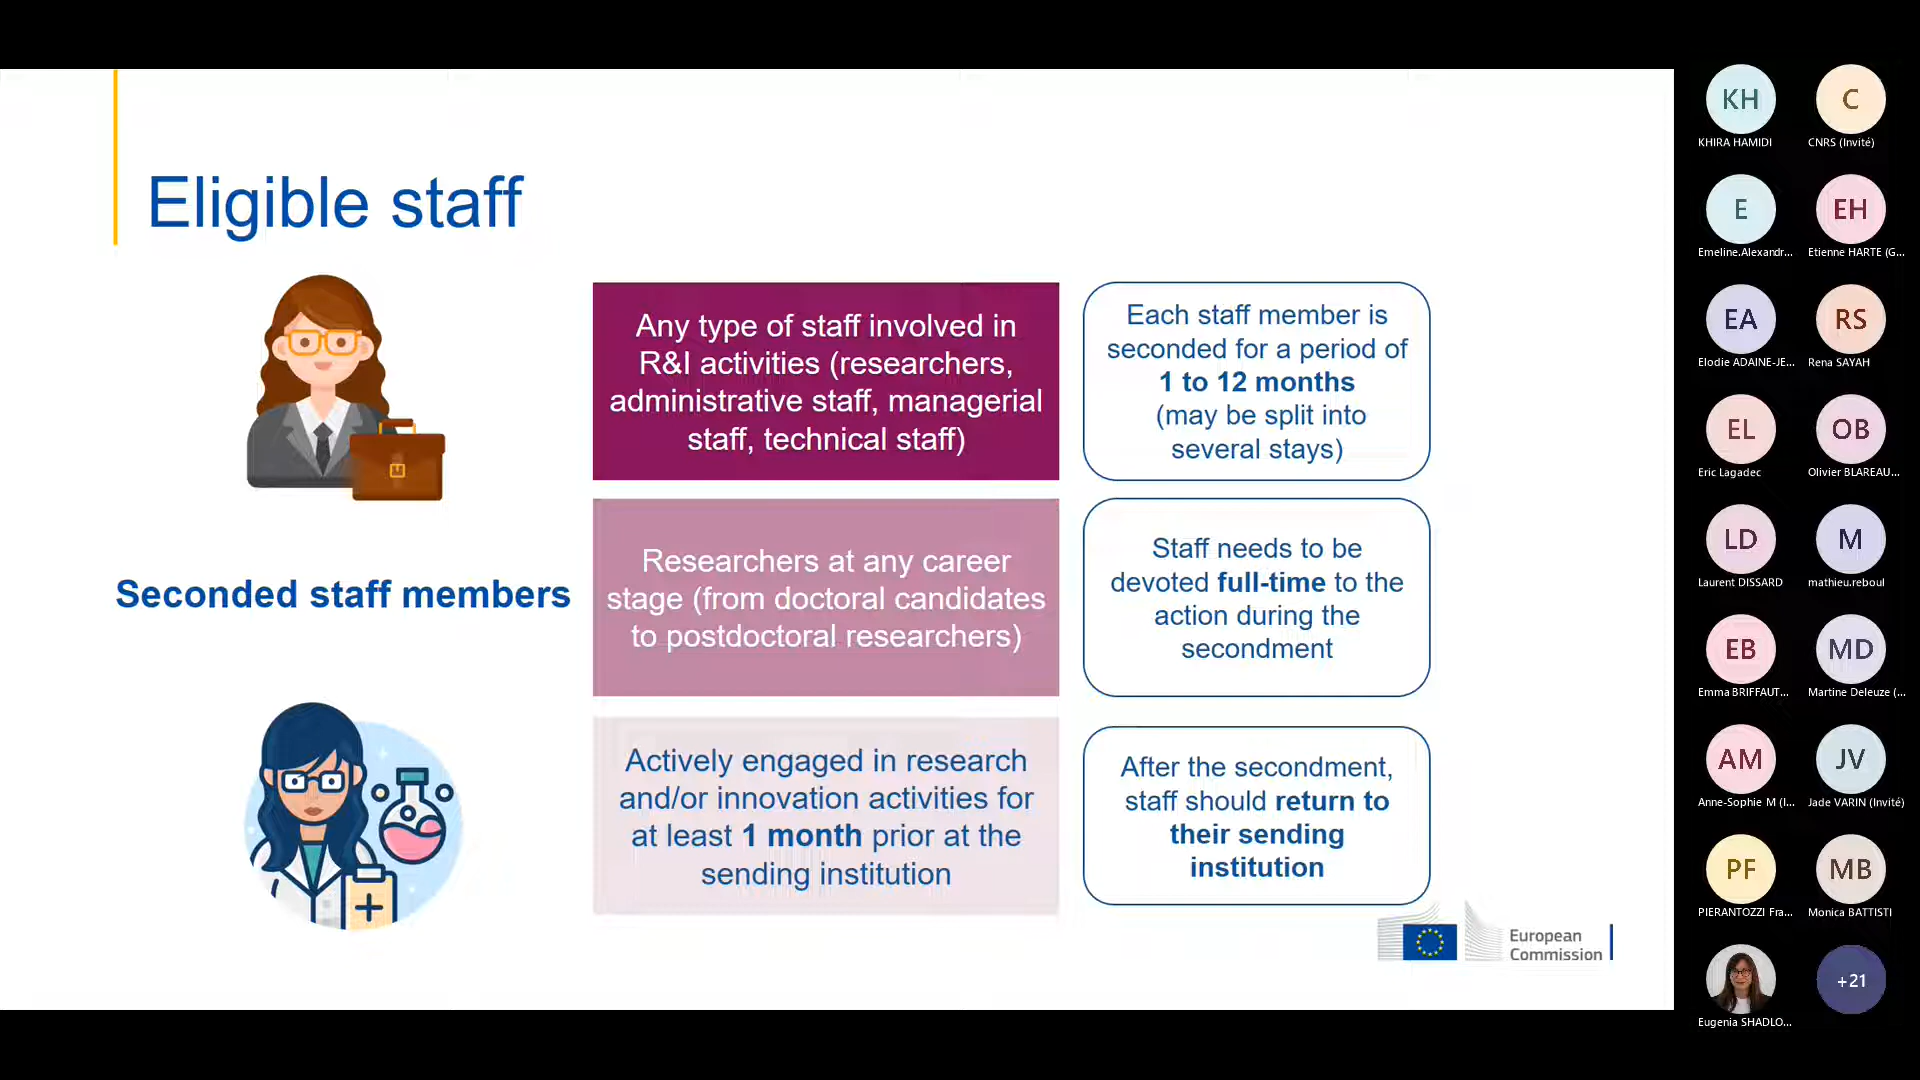 Eligible staff
Any type of staff involved in
R&I activities (researchers,
administrative staff, managerial
staff, technical staff)
Each staff member is
seconded for a period of
1 to 12 months
(may be split into
several stays)
Seconded staff members
Researchers at any career
stage (from doctoral candidates
to postdoctoral researchers)
Staff needs to be
devoted full-time to the
action during the
secondment
Actively engaged in research
and/or innovation activities for
at least 1 month prior at the
sending institution
After the secondment,
staff should return to
their sending
institution
European
Commission
KH
KHIRA HAMIDI
C
CNRS (Invité)
E
Emeline.Alexandr...
EH
Etienne HARTE (G...
EA
Elodie ADAINE-JE...
RS
Rena SAYAH
EL
Eric Lagadec
OB
Olivier BLAREAU...
LD
Laurent DISSARD
M
mathieu.reboul
EB
Emma BRIFFAUT...
MD
Martine Deleuze (...
AM
Anne-Sophie M (I...
JV
Jade VARIN (Invité)
PF
PIERANTOZZI Fra...
MB
Monica BATTISTI
Eugenia SHADLO...
+21